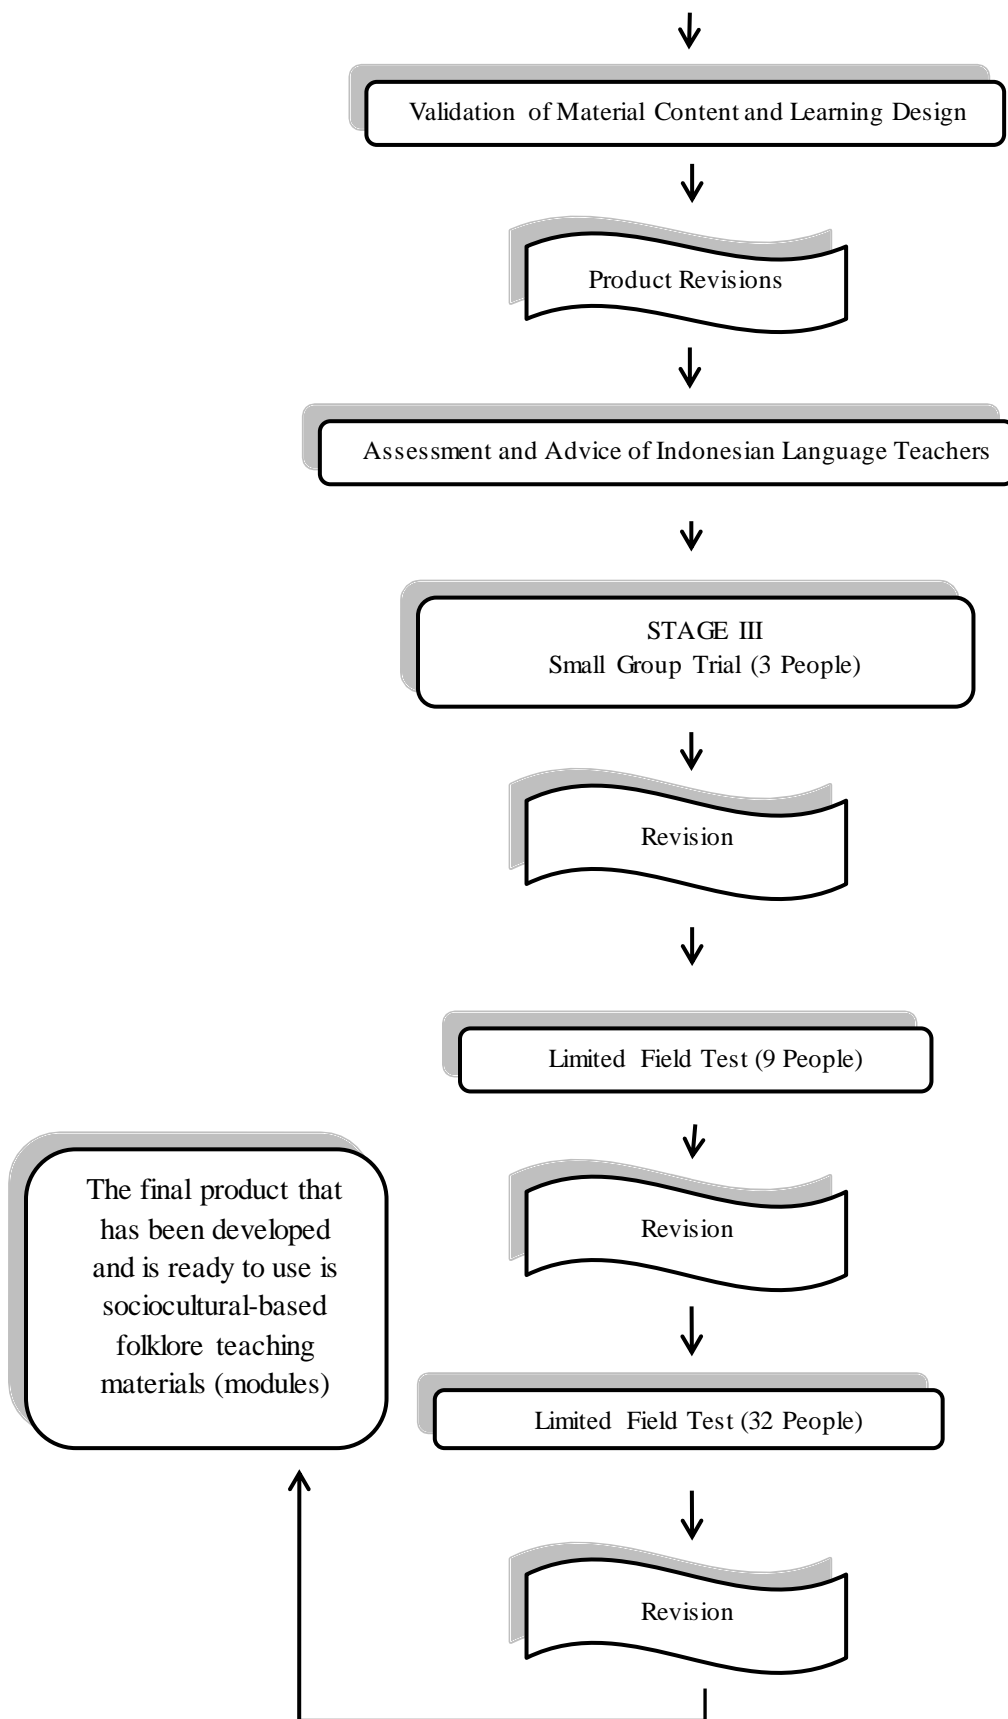 Validation of Material Content and Learning Design
Product Revisions
Assessment and Advice of Indonesian Language Teachers
STAGE III
Small Group Trial (3 People)
Revision
Limited Field Test (9 People)
Revision
Limited Field Test (32 People)
Revision
The final product that
has been developed
and is ready to use is
sociocultural-based
folklore teaching
materials (modules)